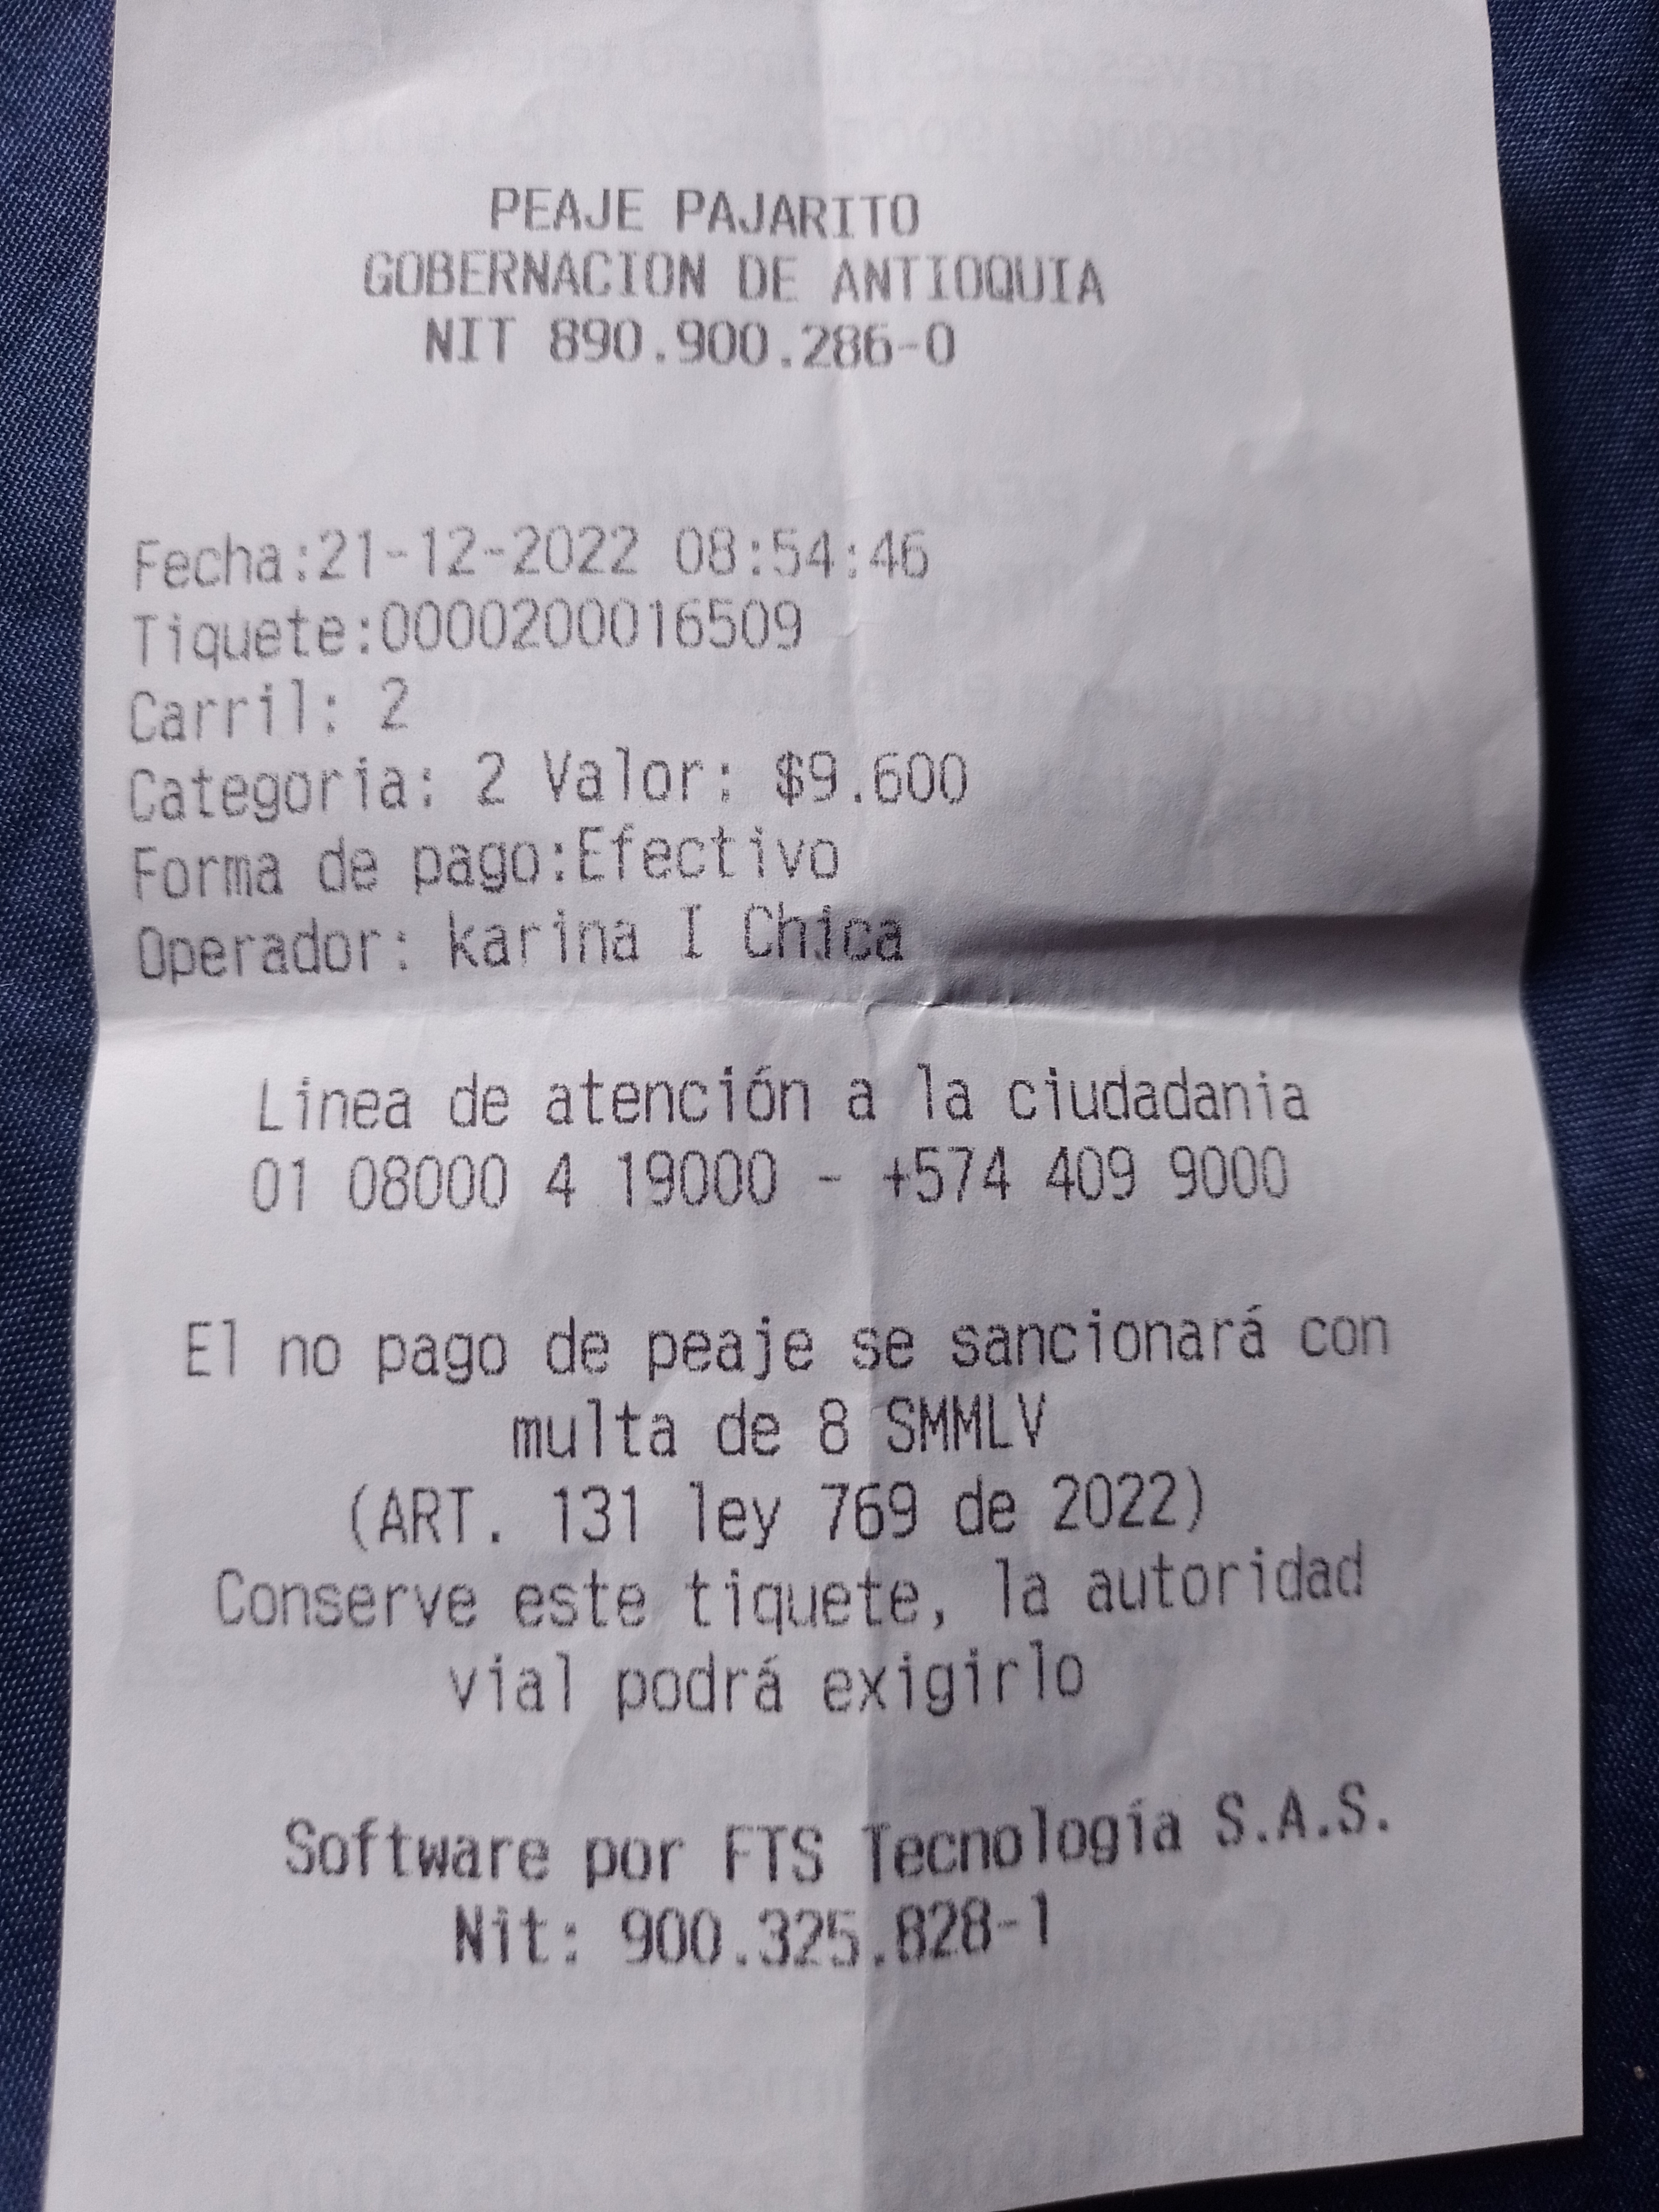 PEAJE PAJARITO
GOBERNACION DE ANTIOQUIA
NIT 890.900.286-0
Fecha:21-12-2022 08:54:46
Tiquete:0000200016509
Carril: 2
Categoria: 2 Valor: $9.600
Forma de pago:Efectivo
Operador: karina I Chica
Linea de atención a la ciudadania
01 08000 4 19000 - +574 409 9000
El no pago de peaje se sancionará con
multa de 8 SMMLV
(ART. 131 ley 769 de 2022)
Conserve este tiquete, la autoridad
vial podrá exigirlo
Software por FTS Tecnología S.A.S.
Nit: 900.325.828-1